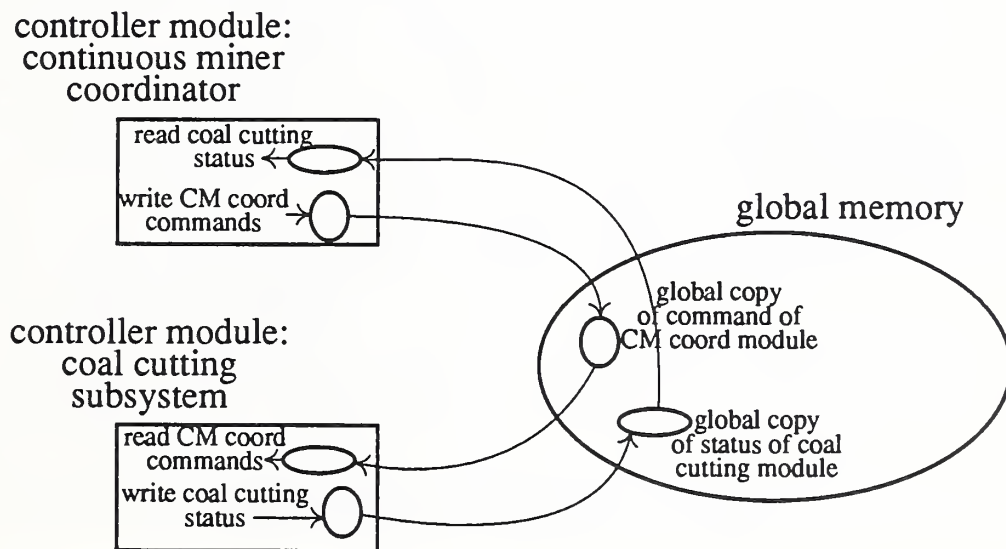 controller module:
continuous miner
coordinator
read coal cutting
status
write CM coord
commands
global memory
global copy
of command of
CM coord module
controller module:
coal cutting
subsystem
read CM coord
commands
write coal cutting
status
global copy
of status of coal
cutting module